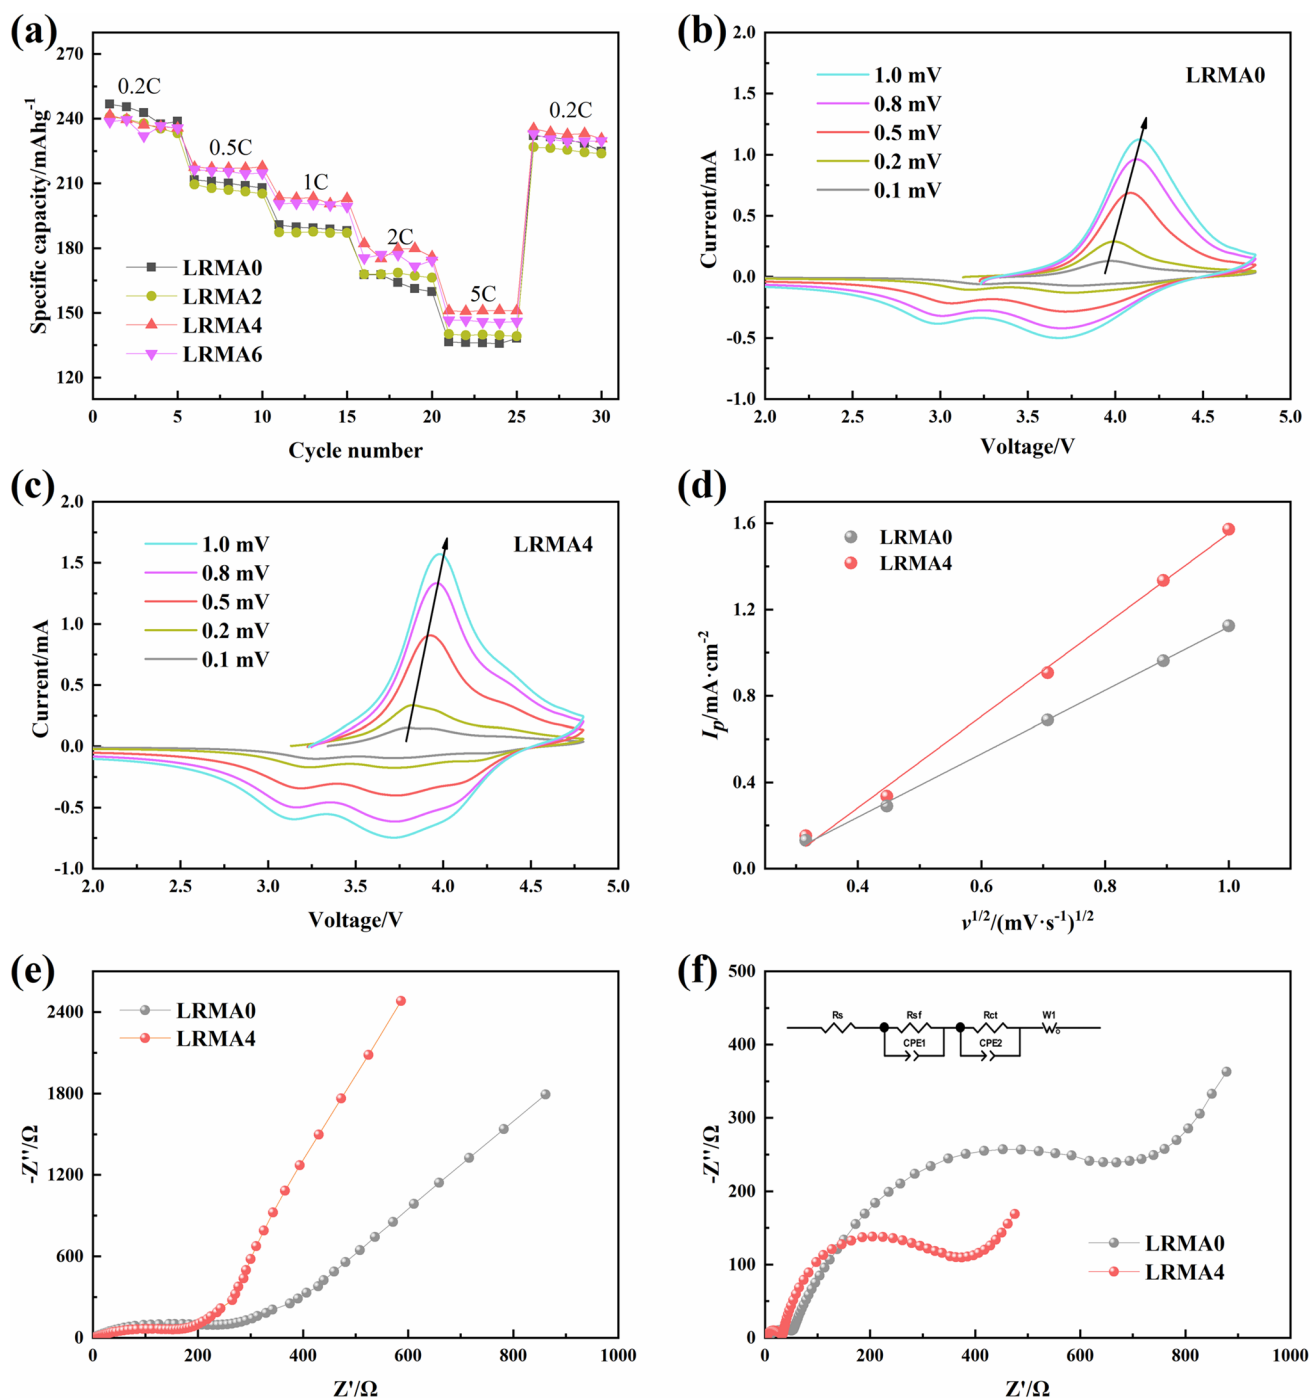 (a)
270
240
210
180
150
120
Specific capacity/mAhg⁻¹
0.2C
0.5C
1C
2C
5C
0.2C
LRMA0
LRMA2
LRMA4
LRMA6
0 5 10 15 20 25 30
Cycle number
(b)
2.0
1.5
1.0
0.5
0.0
-0.5
-1.0
Current/mA
1.0 mV
0.8 mV
0.5 mV
0.2 mV
0.1 mV
LRMA0
2.0 2.5 3.0 3.5 4.0 4.5 5.0
Voltage/V
(c)
2.0
1.5
1.0
0.5
0.0
-0.5
-1.0
Current/mA
1.0 mV
0.8 mV
0.5 mV
0.2 mV
0.1 mV
LRMA4
2.0 2.5 3.0 3.5 4.0 4.5 5.0
Voltage/V
(d)
1.6
1.2
0.8
0.4
0.0
Iₚ/mA·cm⁻²
LRMA0
LRMA4
0.4 0.6 0.8 1.0
v¹ᐟ²/(mV·s⁻¹)¹ᐟ²
(e)
2400
1800
1200
600
0
-Z''/Ω
LRMA0
LRMA4
0 200 400 600 800 1000
Z'/Ω
(f)
500
400
300
200
100
0
-Z''/Ω
Rs Rsf Rct W1
CPE1 CPE2
LRMA0
LRMA4
0 200 400 600 800 1000
Z'/Ω